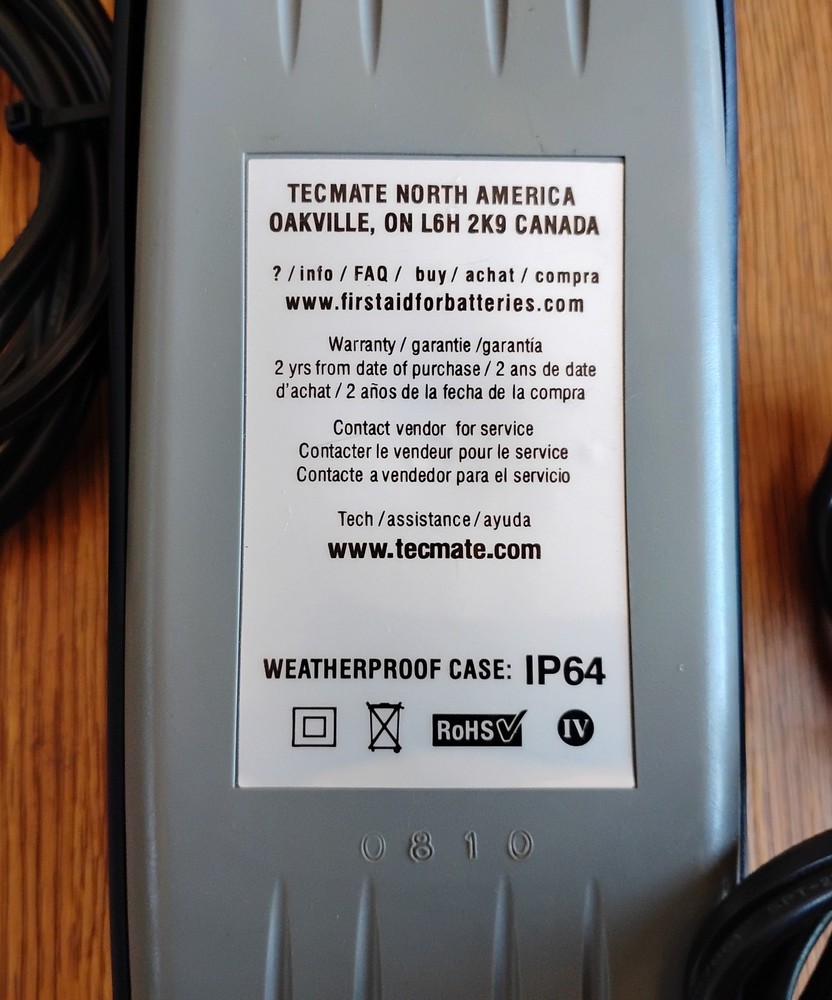 TECMATE NORTH AMERICA
OAKVILLE, ON L6H 2K9 CANADA
? / info / FAQ / buy / achat / compra
www.firstaidforbatteries.com
Warranty / garantie /garantía
2 yrs from date of purchase / 2 ans de date
d'achat / 2 años de la fecha de la compra
Contact vendor for service
Contacter le vendeur pour le service
Contacte a vendedor para el servicio
Tech /assistance / ayuda
www.tecmate.com
WEATHERPROOF CASE: IP64
RoHS IV
0810